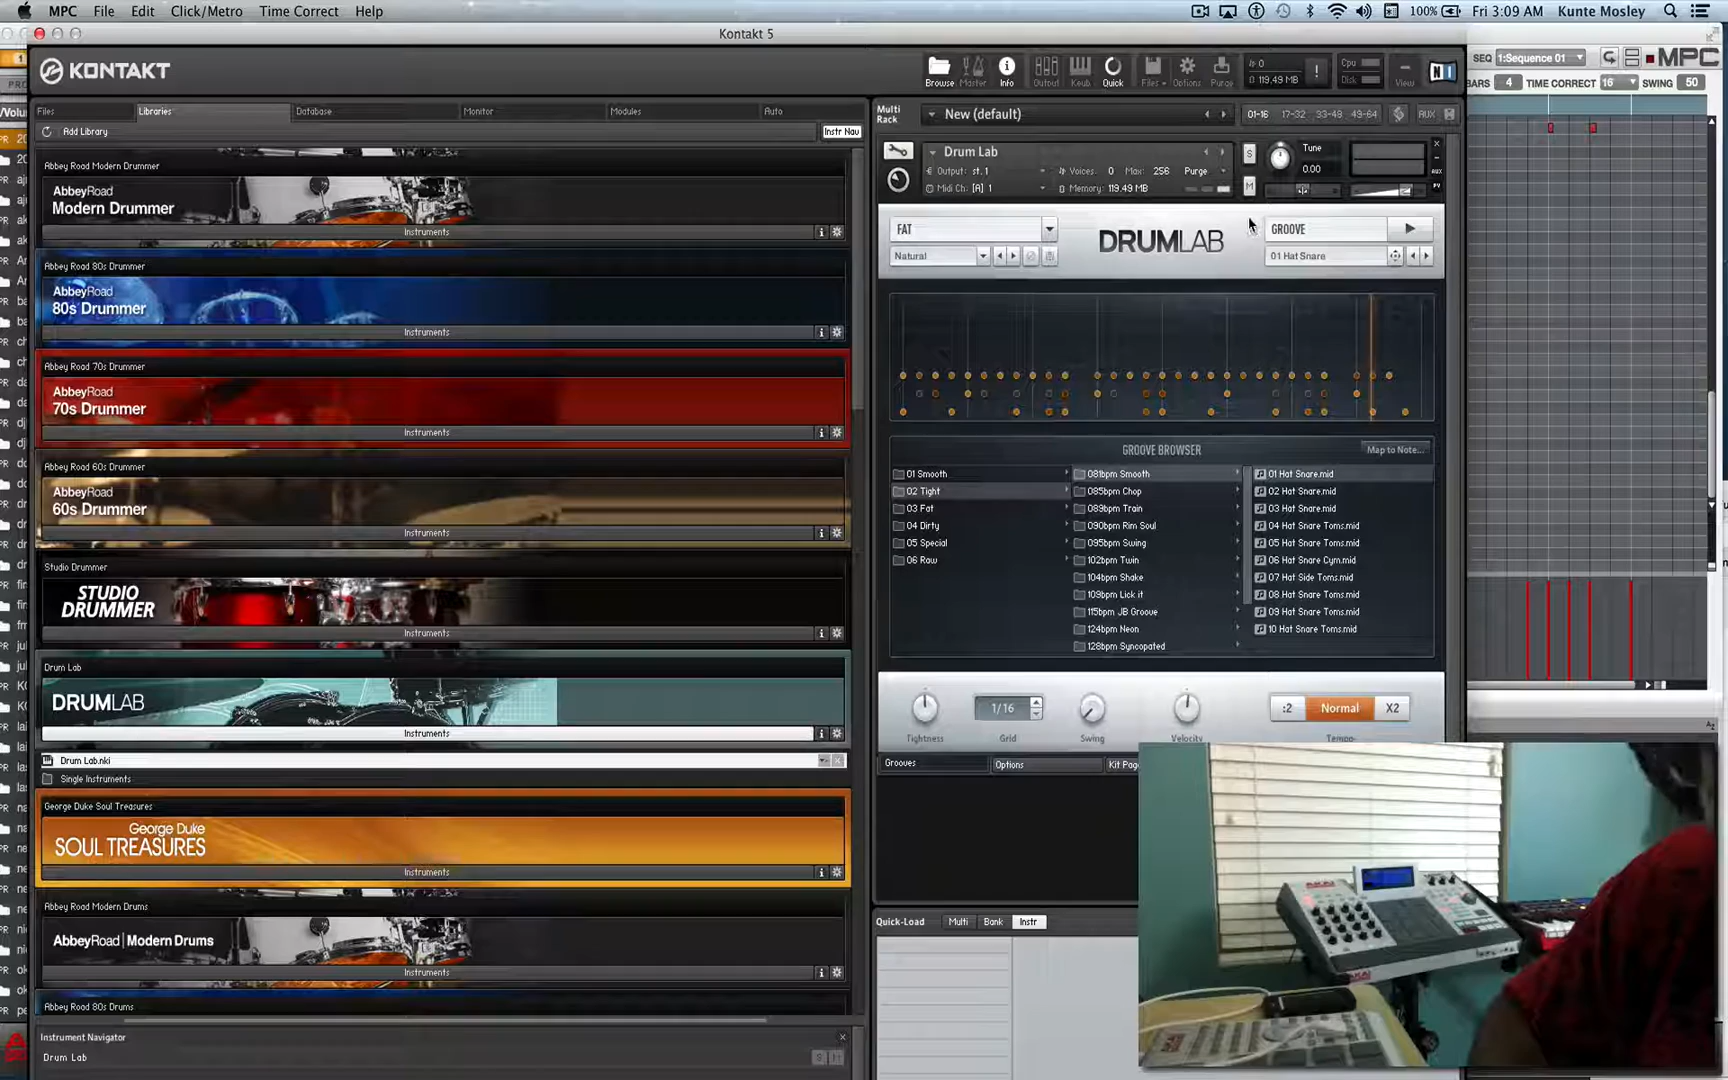 MPC File Edit Click/Metro Time Correct Help
100% Fri 3:09 AM Kunte Mosley
Kontakt 5
KONTAKT
Browse Master Info Outputs Keyb Quick Files Options Purge
0
119.49 MB
Cpu
Disk
View
SEQ 1:Sequence 01 MPC
BARS 4 TIME CORRECT 16 SWING 50
Files Libraries Database Monitor Modules Auto
Add Library Instr Nav
Multi
Rack
New (default)
01-16 17-32 33-48 49-64 AUX
Abbey Road Modern Drummer
AbbeyRoad
Modern Drummer
Instruments
Abbey Road 80s Drummer
AbbeyRoad
80s Drummer
Instruments
Abbey Road 70s Drummer
AbbeyRoad
70s Drummer
Instruments
Abbey Road 60s Drummer
AbbeyRoad
60s Drummer
Instruments
Studio Drummer
STUDIO
DRUMMER
Instruments
Drum Lab
DRUMLAB
Instruments
Drum Lab.nki
Single Instruments
George Duke Soul Treasures
George Duke
SOUL TREASURES
Instruments
Abbey Road Modern Drums
AbbeyRoad | Modern Drums
Instruments
Abbey Road 80s Drums
Instrument Navigator
Drum Lab
Drum Lab
Output: st.1 Voices: 0 Max: 256 Purge
Midi Ch: [A] 1 Memory: 119.49 MB
S
M
Tune
0.00
FAT
Natural
DRUMLAB
GROOVE
01 Hat Snare
GROOVE BROWSER
Map to Note...
01 Smooth 081bpm Smooth 01 Hat Snare.mid
02 Tight 085bpm Chop 02 Hat Snare.mid
03 Fat 089bpm Train 03 Hat Snare.mid
04 Dirty 090bpm Rim Soul 04 Hat Snare Toms.mid
05 Special 095bpm Swing 05 Hat Snare Toms.mid
06 Raw 102bpm Twin 06 Hat Snare Cym.mid
104bpm Shake 07 Hat Side Toms.mid
109bpm Lick it 08 Hat Snare Toms.mid
115bpm JB Groove 09 Hat Snare Toms.mid
124bpm Neon 10 Hat Snare Toms.mid
128bpm Syncopated
1/16
:2 Normal X2
Tightness Grid Swing Velocity Tempo
Grooves Options Kit Pag
Quick-Load Multi Bank Instr
AKAI